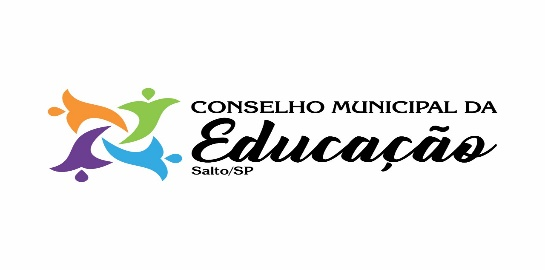 CONSELHO MUNICIPAL DA
Educação
Salto/SP